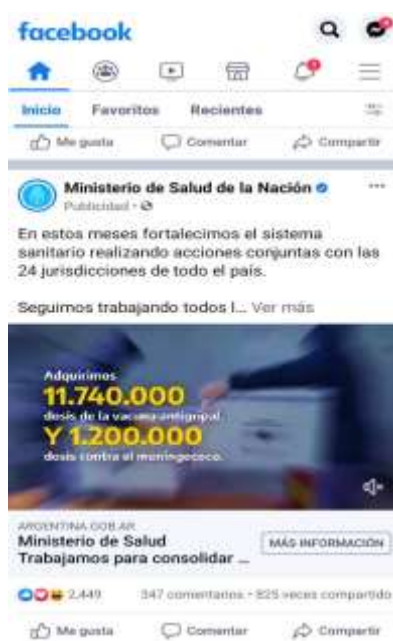 facebook
Inicio Favoritos Recientes
Me gusta Comentar Compartir
Ministerio de Salud de la Nación
Publicidad
En estos meses fortalecimos el sistema
sanitario realizando acciones conjuntas con las
24 jurisdicciones de todo el país.
Seguimos trabajando todos l... Ver más
Adquirimos
11.740.000
dosis de la vacuna antigripal
Y 1.200.000
dosis contra el meningococo.
ARGENTINA.GOB.AR
Ministerio de Salud
Trabajamos para consolidar ...
MÁS INFORMACIÓN
2.449 347 comentarios • 825 veces compartido
Me gusta Comentar Compartir